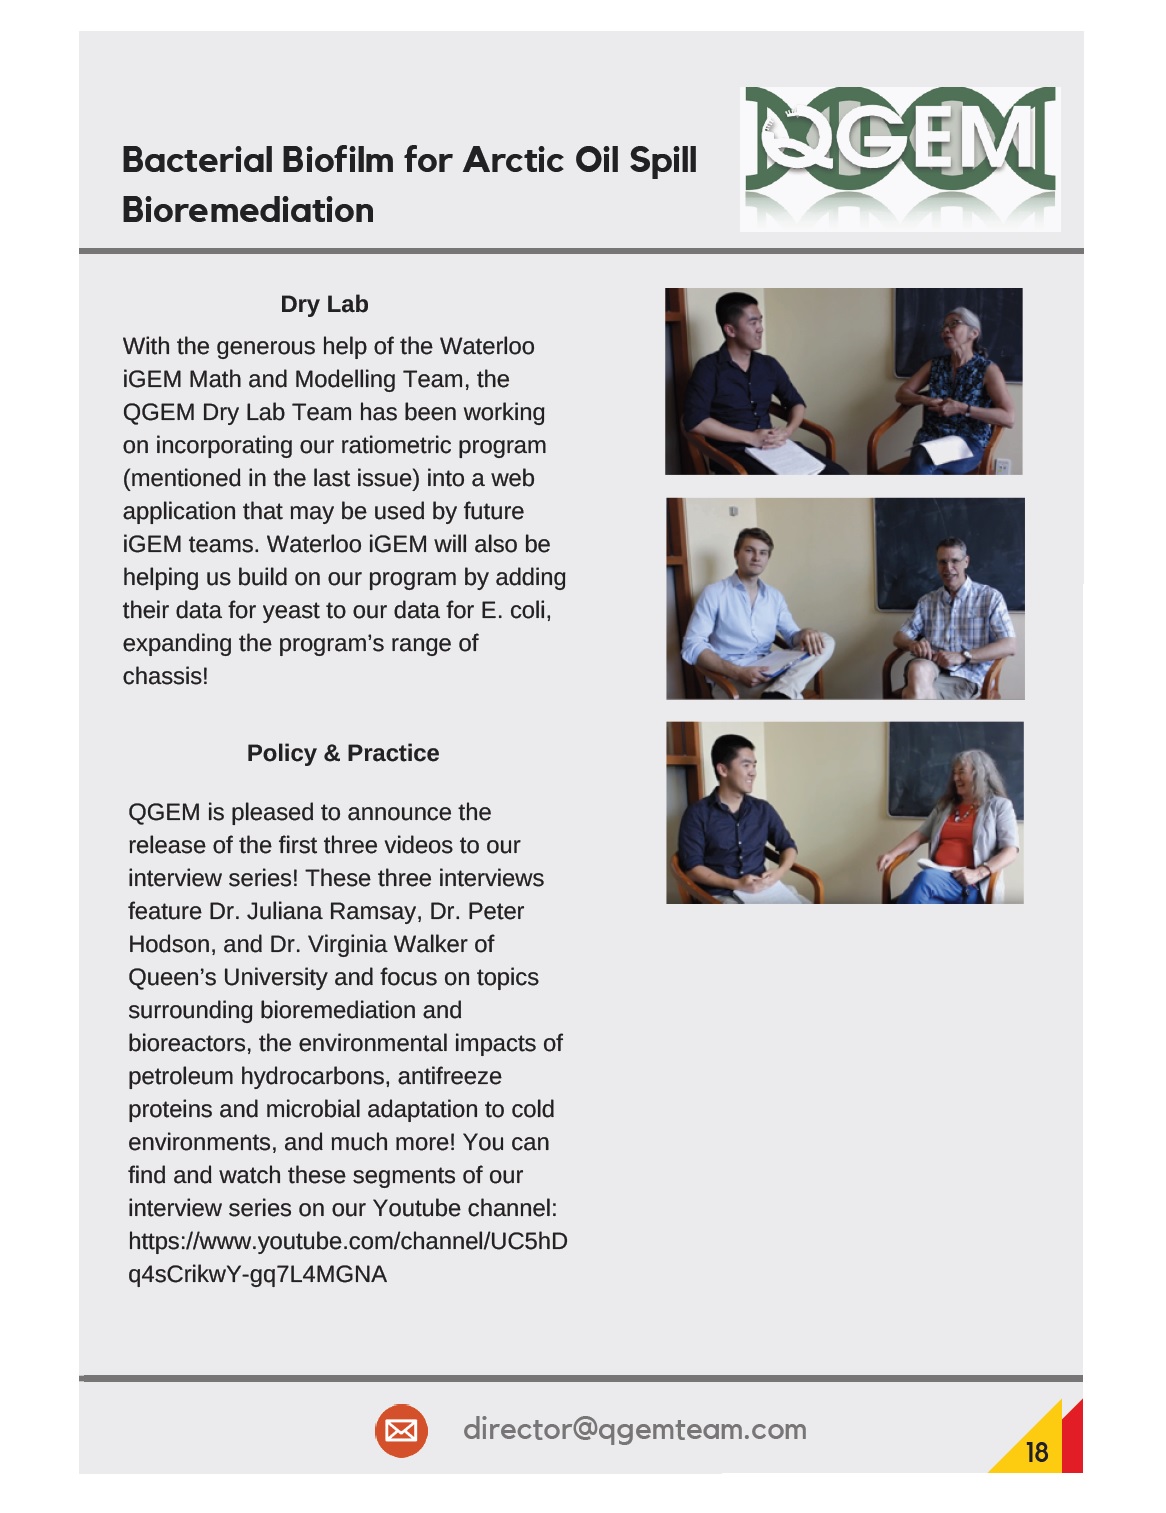 Bacterial Biofilm for Arctic Oil Spill
Bioremediation
QGEM
Dry Lab
With the generous help of the Waterloo
iGEM Math and Modelling Team, the
QGEM Dry Lab Team has been working
on incorporating our ratiometric program
(mentioned in the last issue) into a web
application that may be used by future
iGEM teams. Waterloo iGEM will also be
helping us build on our program by adding
their data for yeast to our data for E. coli,
expanding the program’s range of
chassis!
Policy & Practice
QGEM is pleased to announce the
release of the first three videos to our
interview series! These three interviews
feature Dr. Juliana Ramsay, Dr. Peter
Hodson, and Dr. Virginia Walker of
Queen’s University and focus on topics
surrounding bioremediation and
bioreactors, the environmental impacts of
petroleum hydrocarbons, antifreeze
proteins and microbial adaptation to cold
environments, and much more! You can
find and watch these segments of our
interview series on our Youtube channel:
https://www.youtube.com/channel/UC5hD
q4sCrikwY-gq7L4MGNA
director@qgemteam.com
18